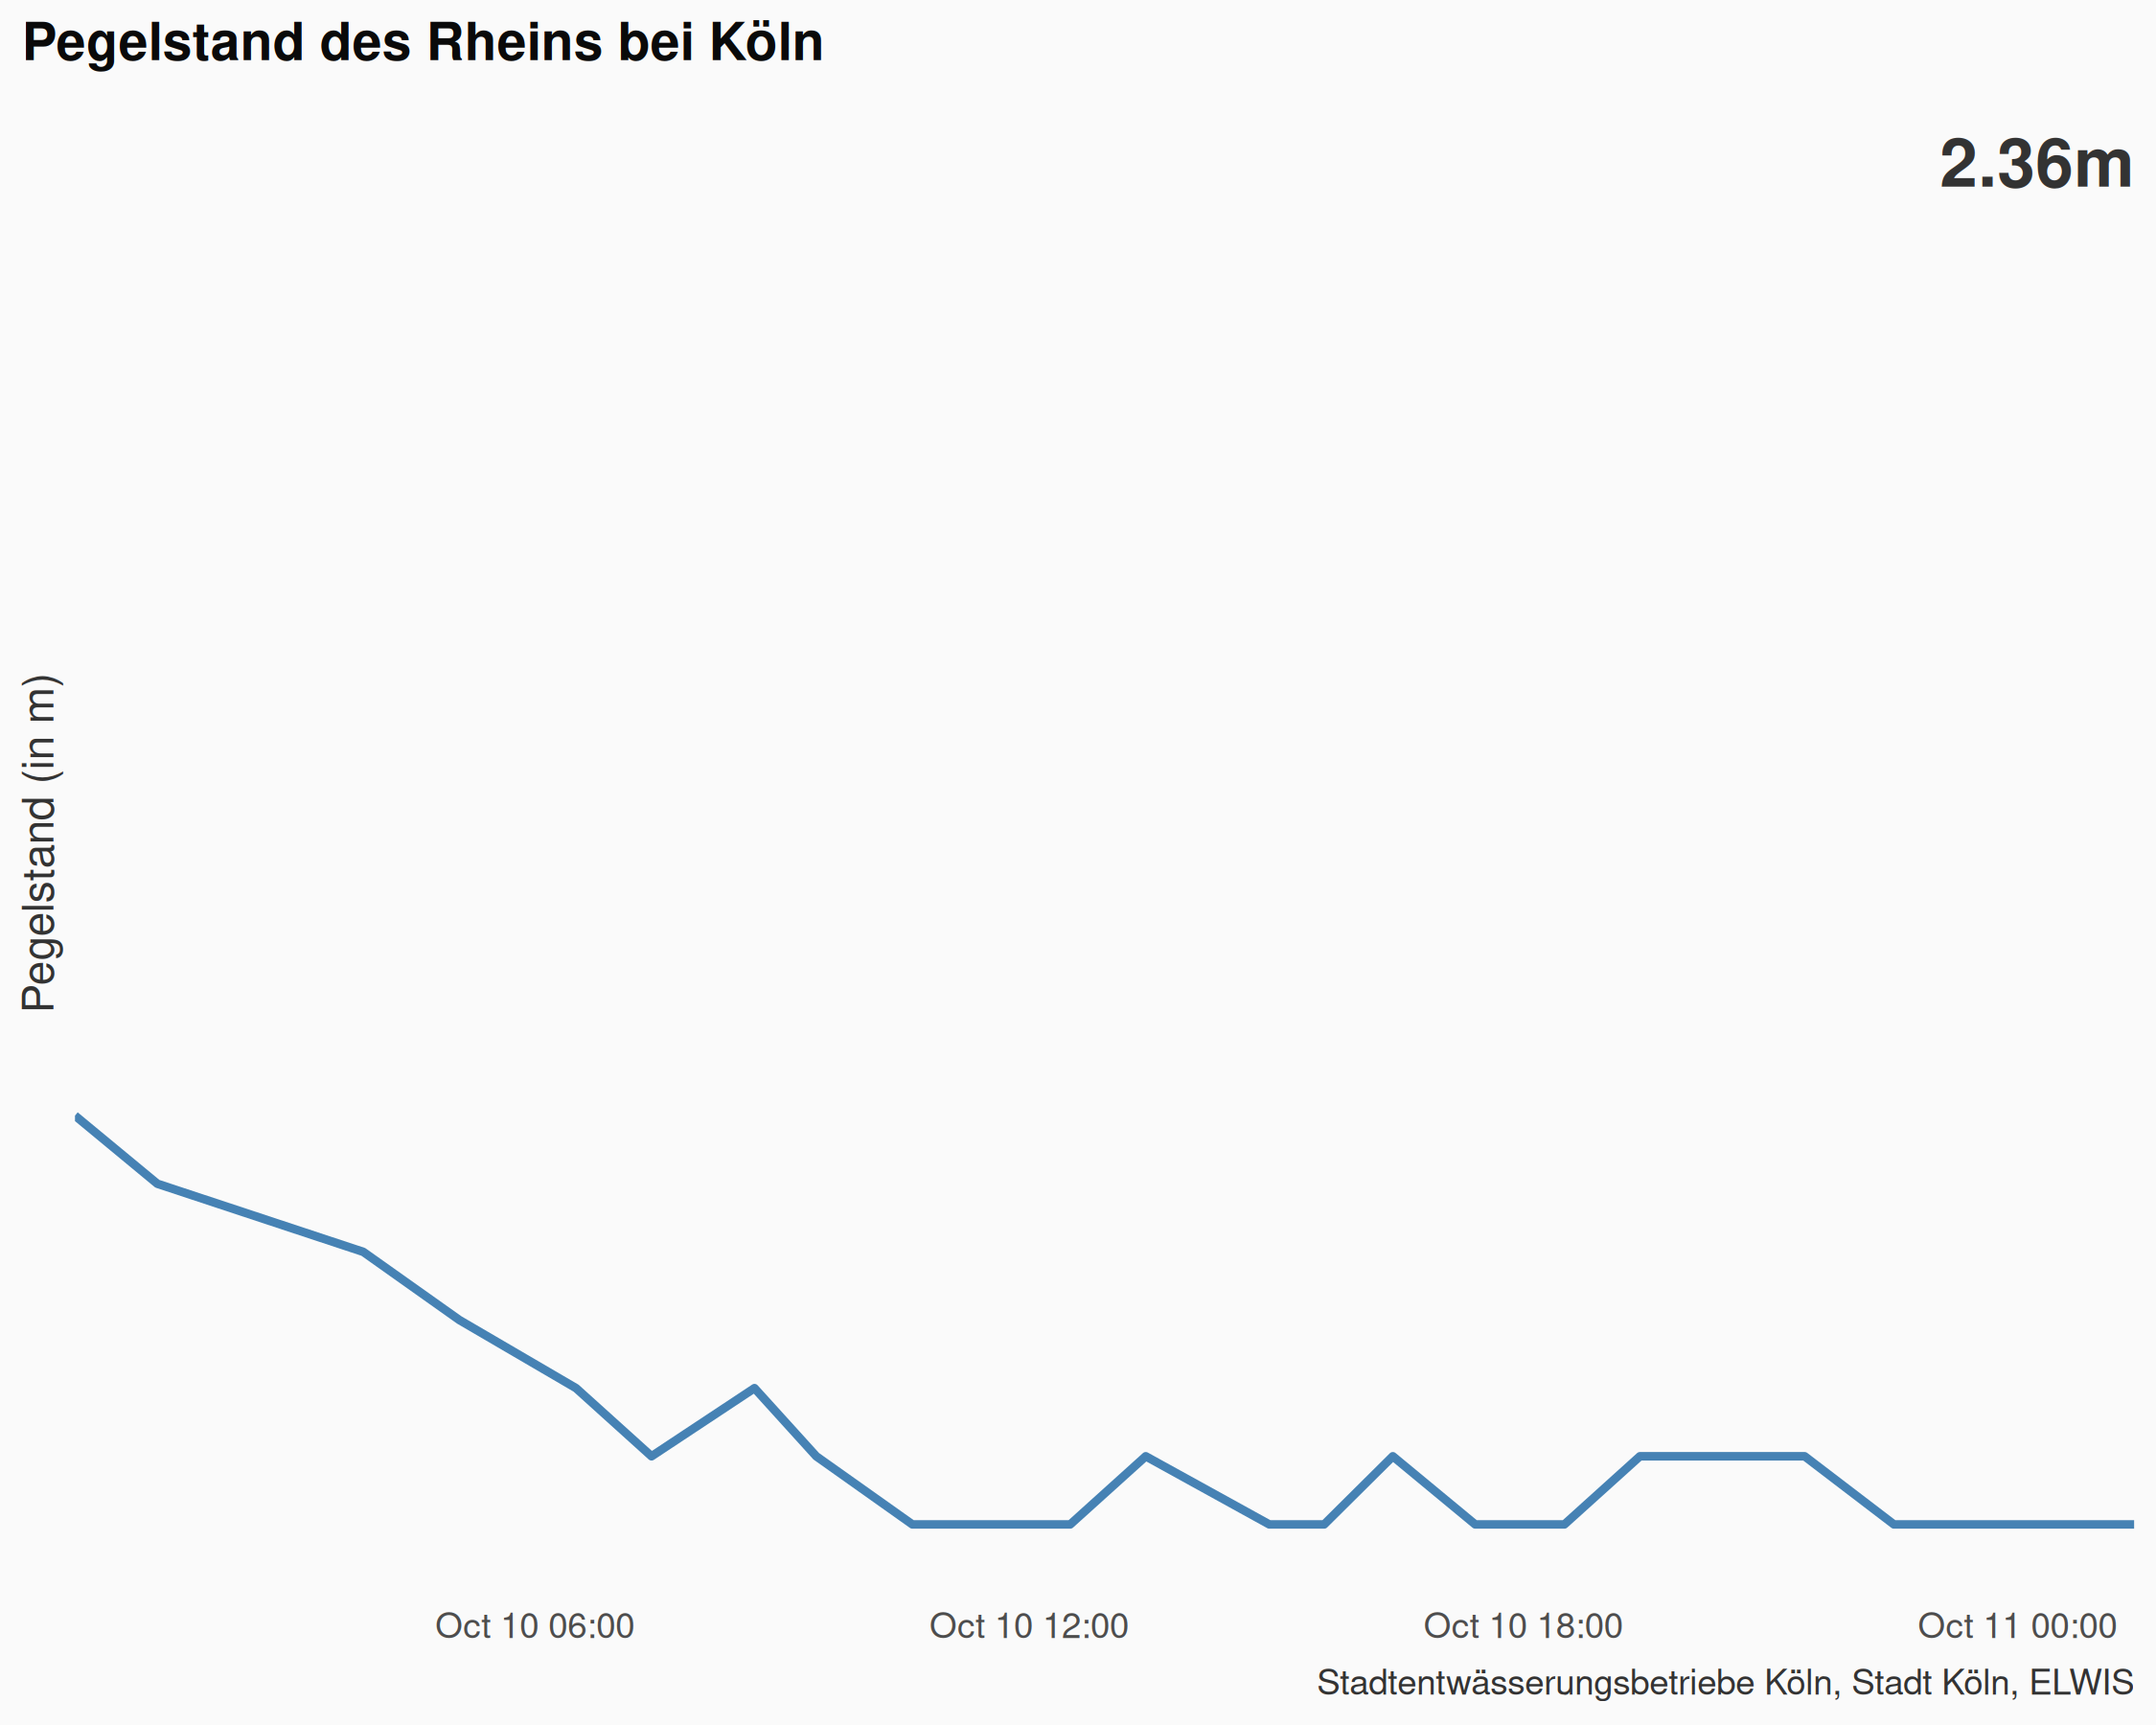 Pegelstand des Rheins bei Köln
2.36m
Pegelstand (in m)
Oct 10 06:00
Oct 10 12:00
Oct 10 18:00
Oct 11 00:00
Stadtentwässerungsbetriebe Köln, Stadt Köln, ELWIS